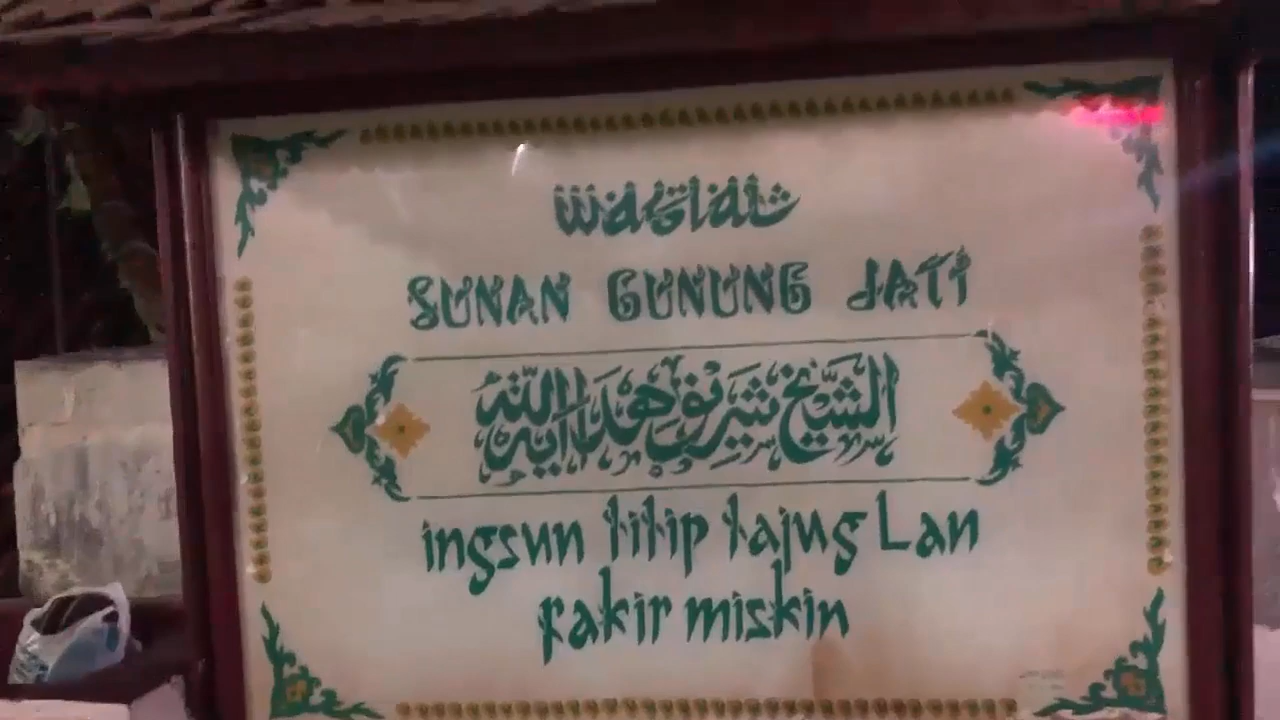 wasiat
SUNAN GUNUNG JATI
الشيخ شريف هداية الله
ingsun titip tajug Lan
fakir miskin